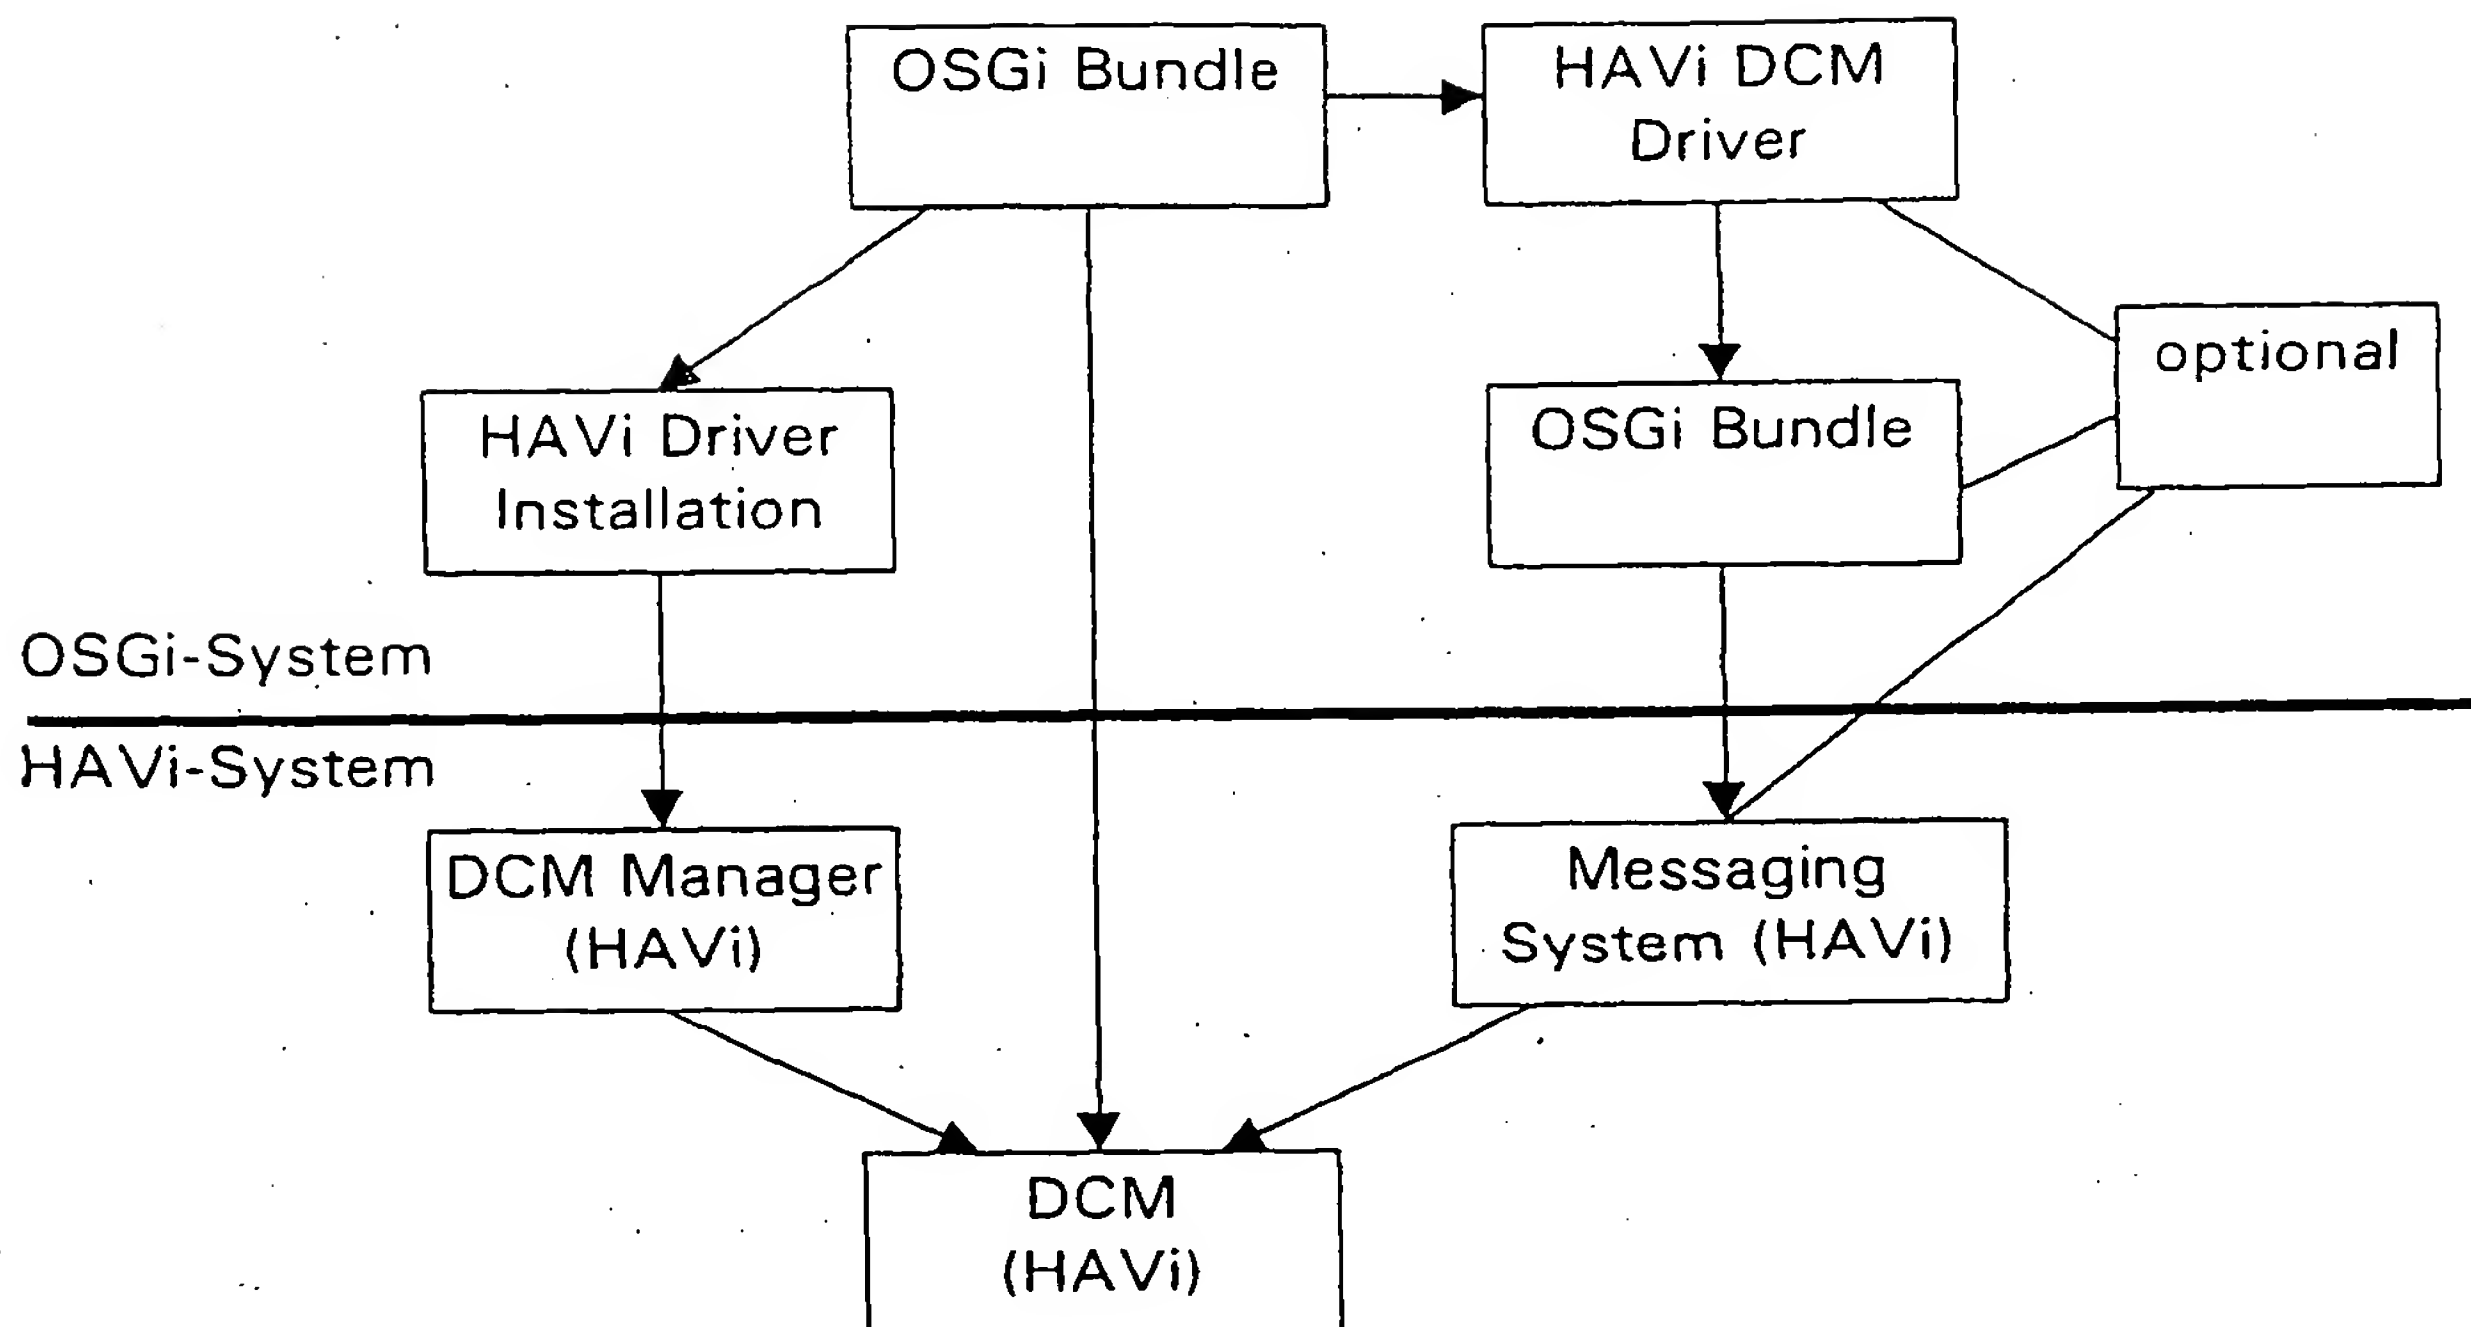 OSGi Bundle
HAVi DCM
Driver
optional
HAVi Driver
Installation
OSGi Bundle
OSGi-System
HAVi-System
DCM Manager
(HAVi)
Messaging
System (HAVi)
DCM
(HAVi)